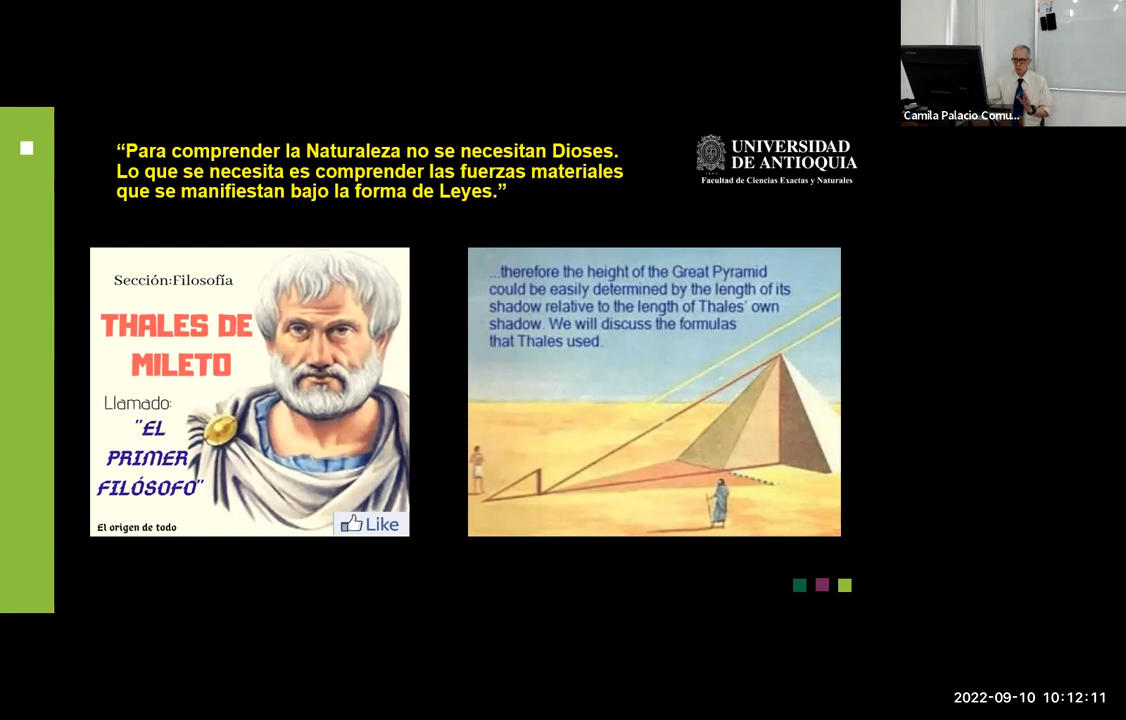 Camila Palacio Comu...
“Para comprender la Naturaleza no se necesitan Dioses.
Lo que se necesita es comprender las fuerzas materiales
que se manifiestan bajo la forma de Leyes.”
UNIVERSIDAD
DE ANTIOQUIA
1803
Facultad de Ciencias Exactas y Naturales
Sección:Filosofía
THALES DE
MILETO
Llamado:
"EL
PRIMER
FILÓSOFO"
El origen de todo
Like
...therefore the height of the Great Pyramid
could be easily determined by the length of its
shadow relative to the length of Thales' own
shadow. We will discuss the formulas
that Thales used.
2022-09-10 10:12:11